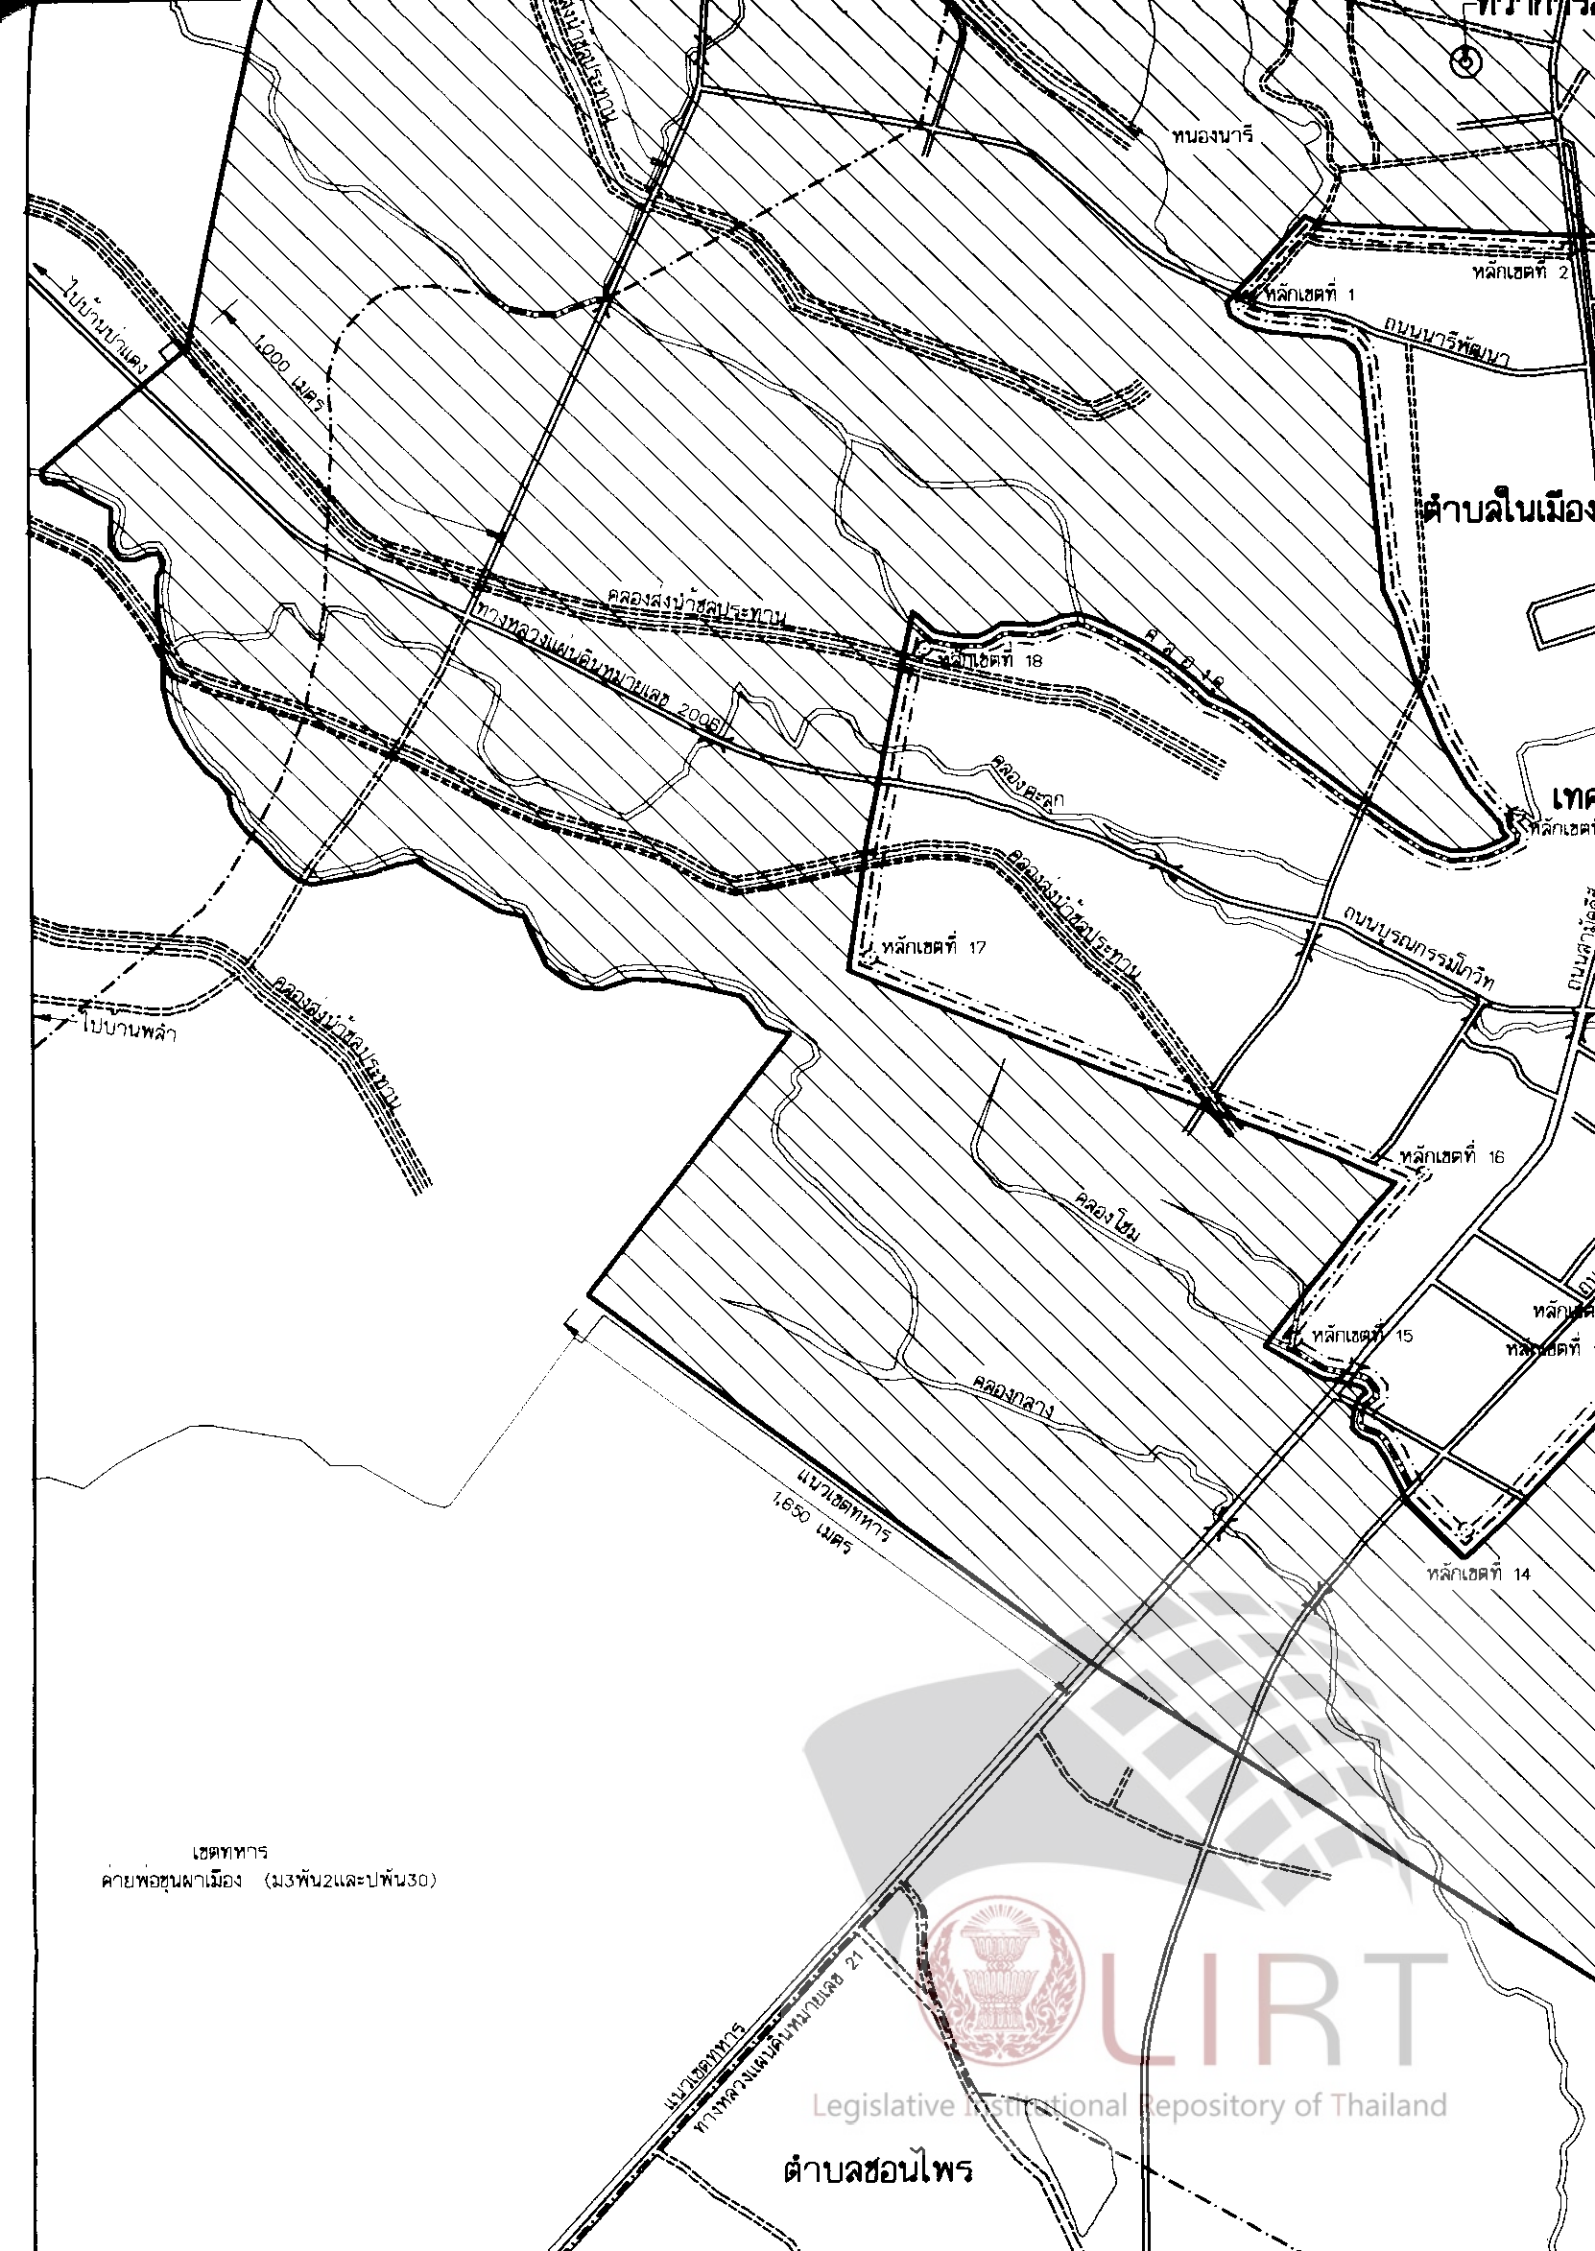 หนองนารี
หลักเขตที่ 2
หลักเขตที่ 1
ถนนนารีพัฒนา
ไปบ้านป่าแดง
1,000 เมตร
ตำบลในเมือง
คลองส่งน้ำชลประทาน
ทางหลวงแผ่นดินหมายเลข 2006
หลักเขตที่ 18
คลองคู
คลองตะลุก
คลองส่งน้ำชลประทาน
หลักเขตที่ 17
ถนนบูรณกรรมโกวิท
ถนนสามัคคี
คลองส่งน้ำชลประทาน
ไปบ้านพลำ
หลักเขตที่ 16
คลองโฮม
หลักเขตที่ 15
คลองกลาง
แนวเขตทหาร
1,650 เมตร
หลักเขตที่ 14
เขตทหาร
ค่ายพ่อขุนผาเมือง (ม3พัน2และปพัน30)
แนวเขตทหาร
ทางหลวงแผ่นดินหมายเลข 21
LIRT
Legislative Institutional Repository of Thailand
ตำบลชอนไพร